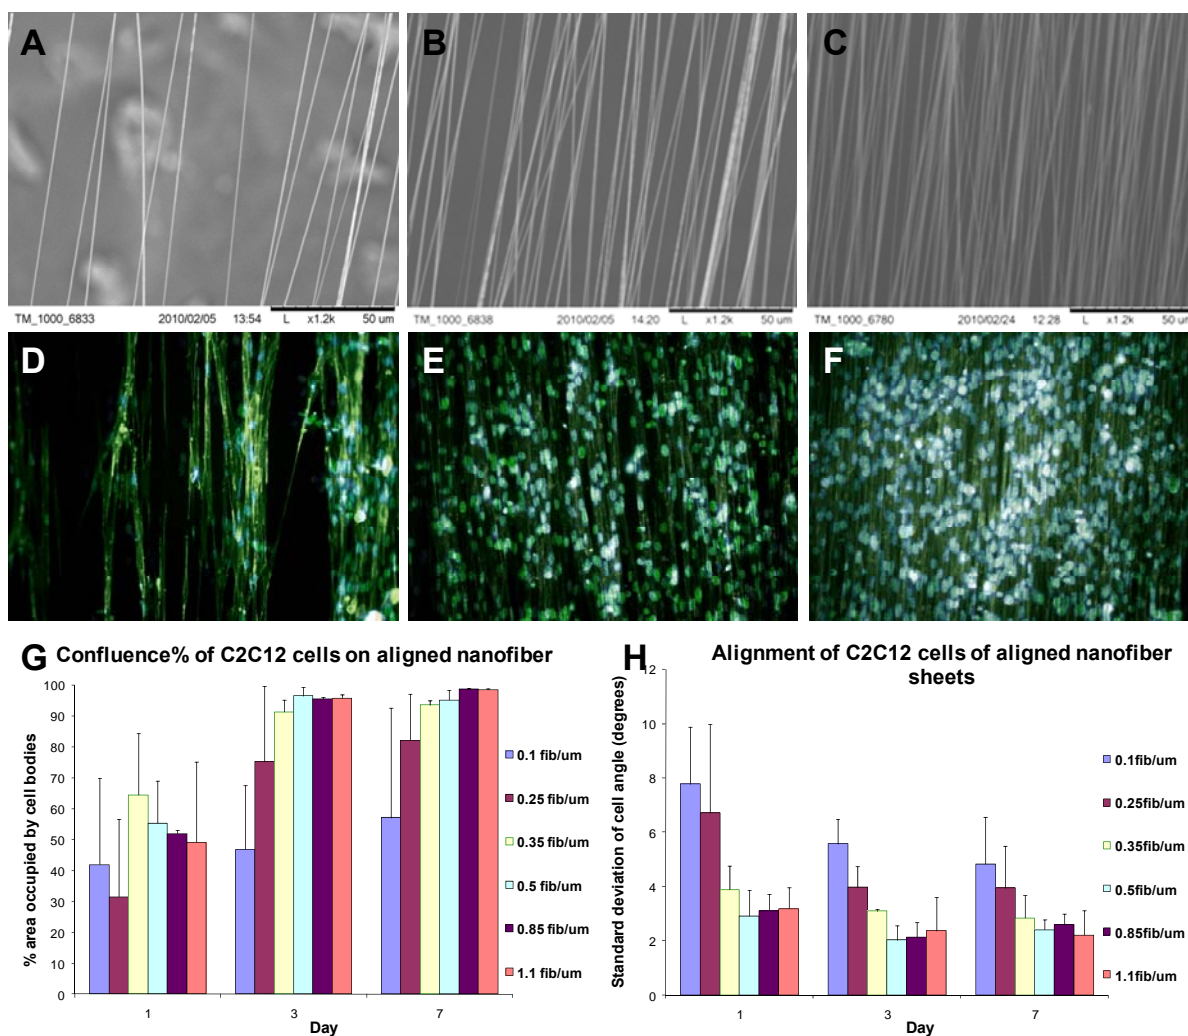 A
B
C
TM_1000_6833 2010/02/05 13:54 L x1.2k 50 um
TM_1000_6838 2010/02/05 14:20 L x1.2k 50 um
TM_1000_6780 2010/02/24 12:28 L x1.2k 50 um
D
E
F
G Confluence% of C2C12 cells on aligned nanofiber
% area occupied by cell bodies
100
90
80
70
60
50
40
30
20
10
0
1 3 7
Day
0.1 fib/um
0.25 fib/um
0.35 fib/um
0.5 fib/um
0.85 fib/um
1.1 fib/um
H Alignment of C2C12 cells of aligned nanofiber
sheets
Standard deviation of cell angle (degrees)
12
10
8
6
4
2
0
1 3 7
Day
0.1fib/um
0.25fib/um
0.35fib/um
0.5fib/um
0.85fib/um
1.1fib/um